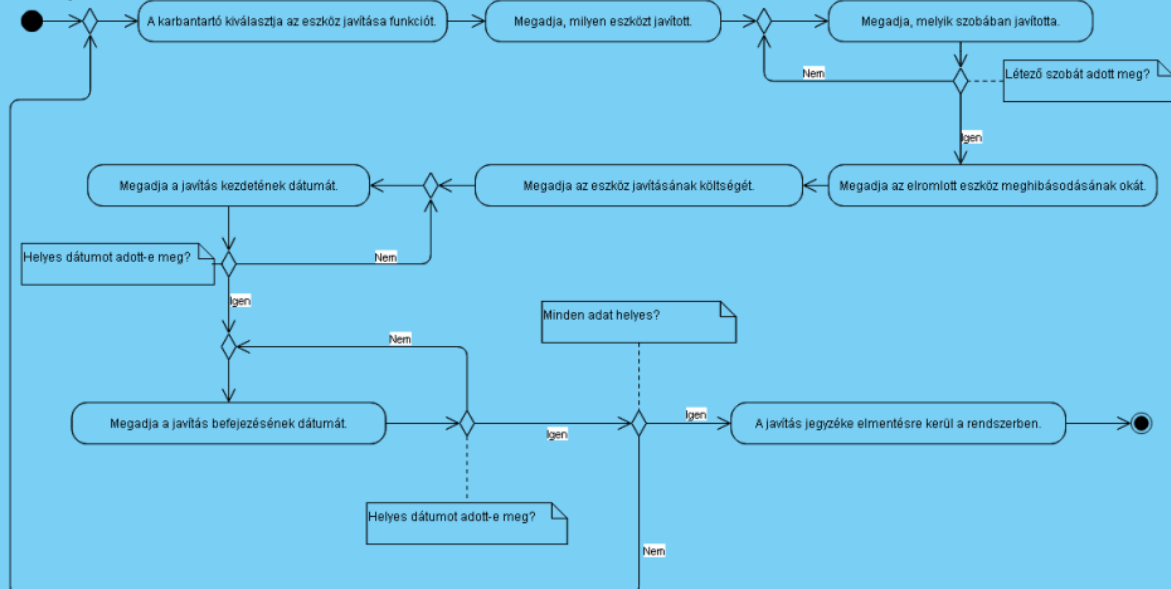 A karbantartó kiválasztja az eszköz javítása funkciót.
Megadja, milyen eszközt javított.
Megadja, melyik szobában javította.
Nem
Létező szobát adott meg?
Igen
Megadja az elromlott eszköz meghibásodásának okát.
Megadja az eszköz javításának költségét.
Megadja a javítás kezdetének dátumát.
Helyes dátumot adott-e meg?
Nem
Igen
Nem
Minden adat helyes?
Megadja a javítás befejezésének dátumát.
Igen
Igen
A javítás jegyzéke elmentésre kerül a rendszerben.
Helyes dátumot adott-e meg?
Nem